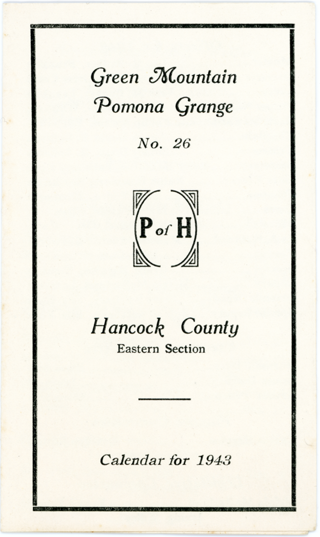 Green Mountain
Pomona Grange
No. 26
P of H
Hancock County
Eastern Section
Calendar for 1943